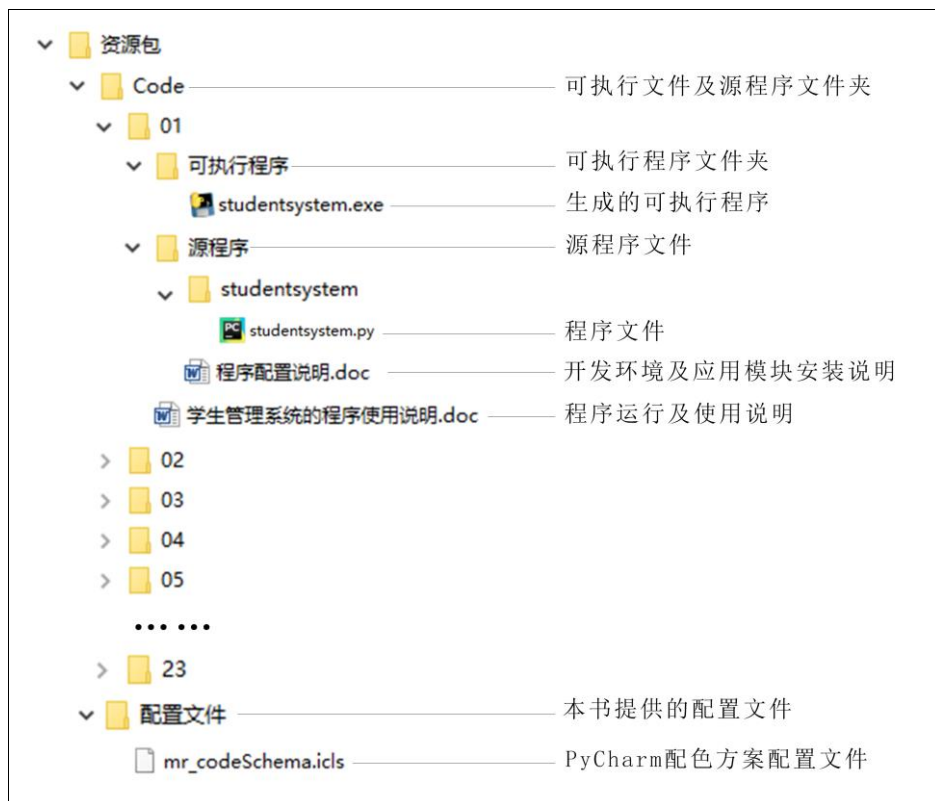 资源包
Code 可执行文件及源程序文件夹
01
可执行程序 可执行程序文件夹
studentsystem.exe 生成的可执行程序
源程序 源程序文件
studentsystem
studentsystem.py 程序文件
程序配置说明.doc 开发环境及应用模块安装说明
学生管理系统的程序使用说明.doc 程序运行及使用说明
02
03
04
05
……
23
配置文件 本书提供的配置文件
mr_codeSchema.icls PyCharm配色方案配置文件